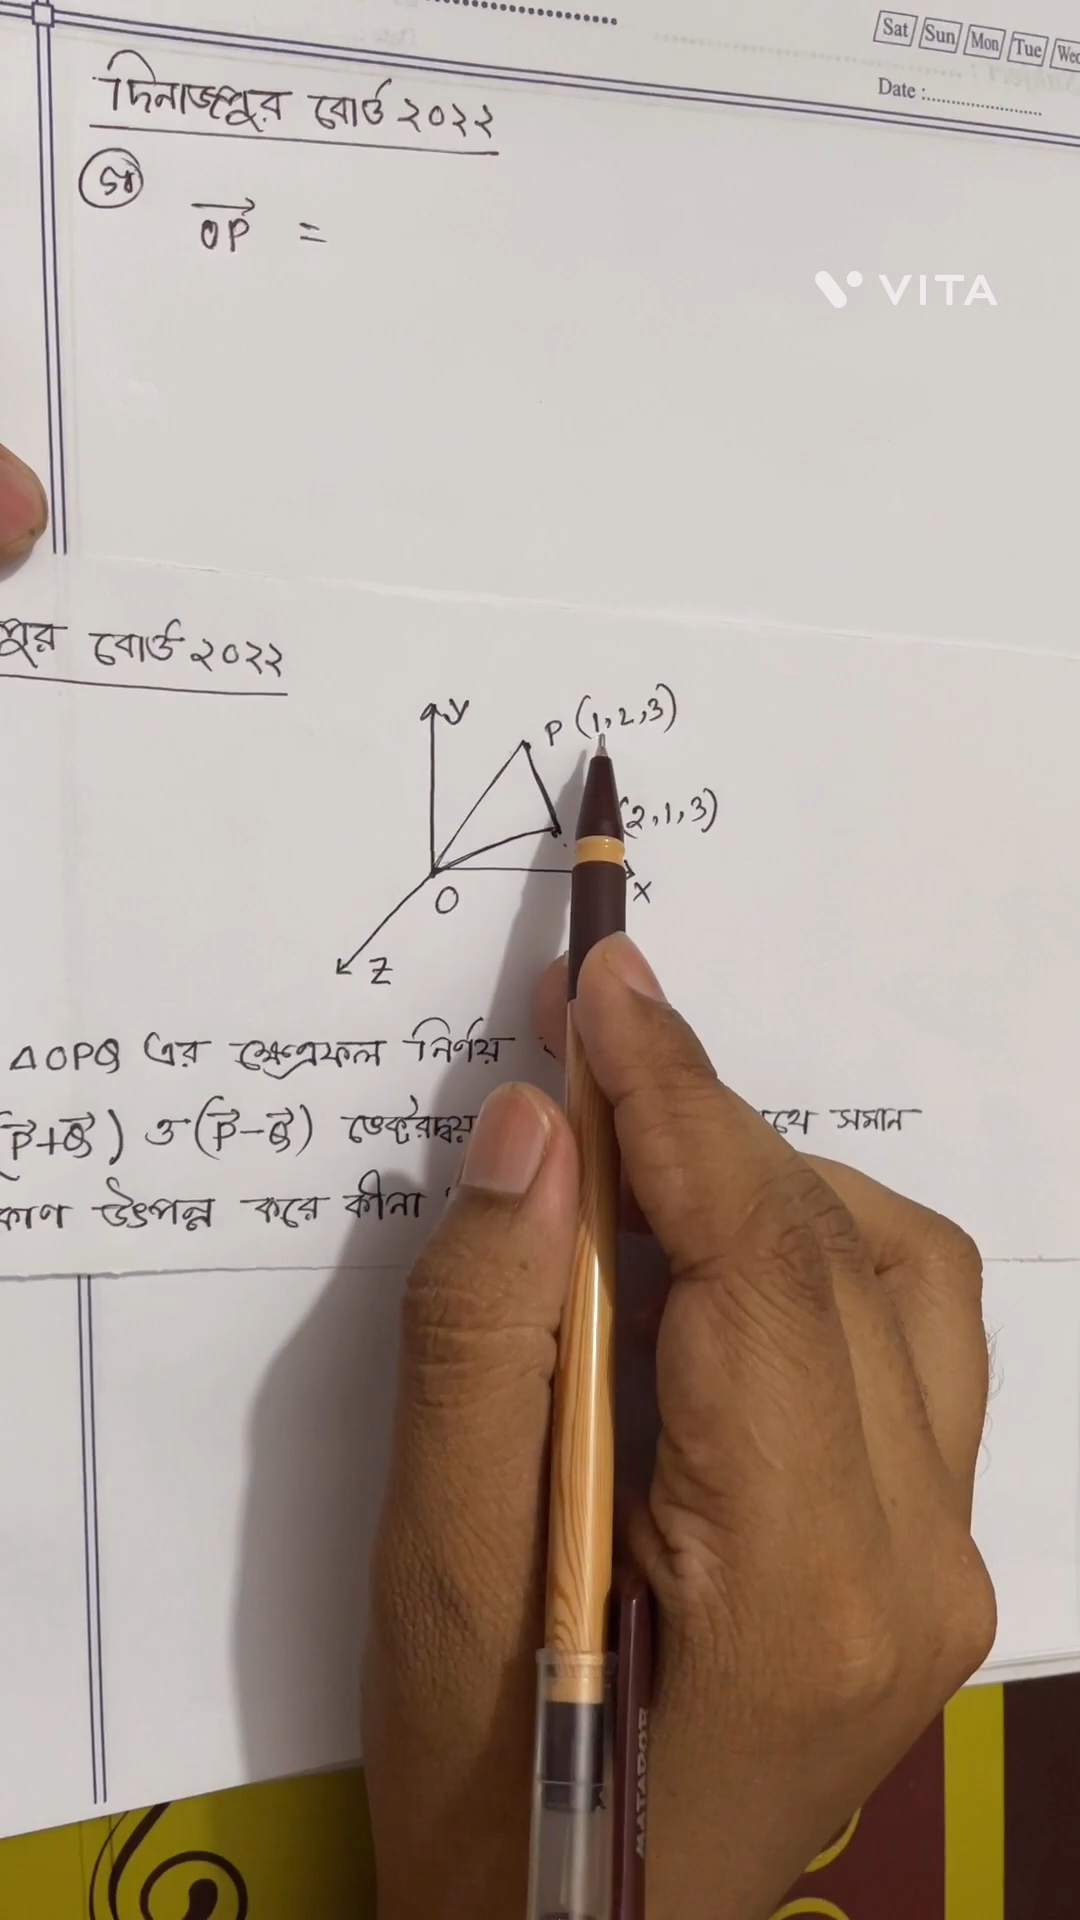 Sat Sun Mon Tue Wed
Date :
দিনাজপুর বোর্ড ২০২২
OP =
VITA
পুর বোর্ড ২০২২
Y
P (1,2,3)
(2,1,3)
X
O
Z
ΔOPQ এর ক্ষেত্রফল নির্ণয়
P+Q) ও (P-Q) ভেক্টরদ্বয় থে সমান
কোণ উৎপন্ন করে কীনা
MATADOR